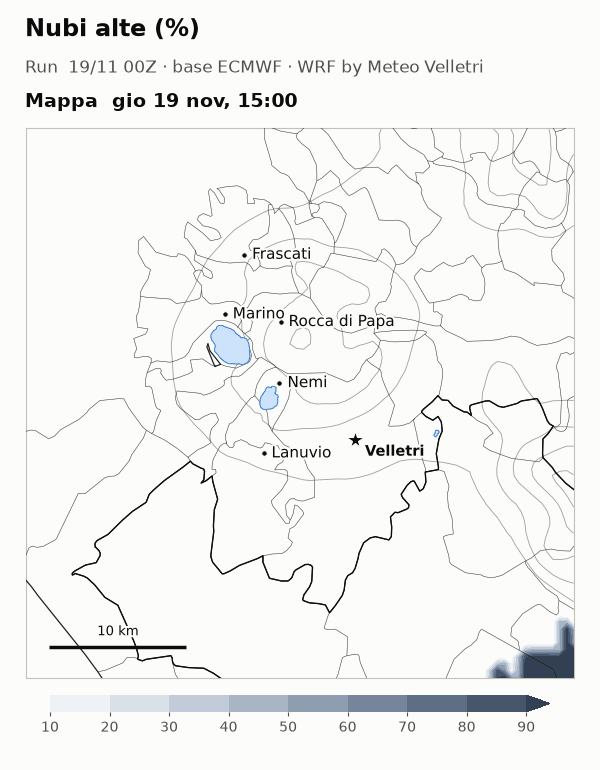 Nubi alte (%)
Run  19/11 00Z · base ECMWF · WRF by Meteo Velletri
Mappa  gio 19 nov, 15:00
Frascati
Marino
Rocca di Papa
Nemi
Velletri
Lanuvio
10 km
10 20 30 40 50 60 70 80 90